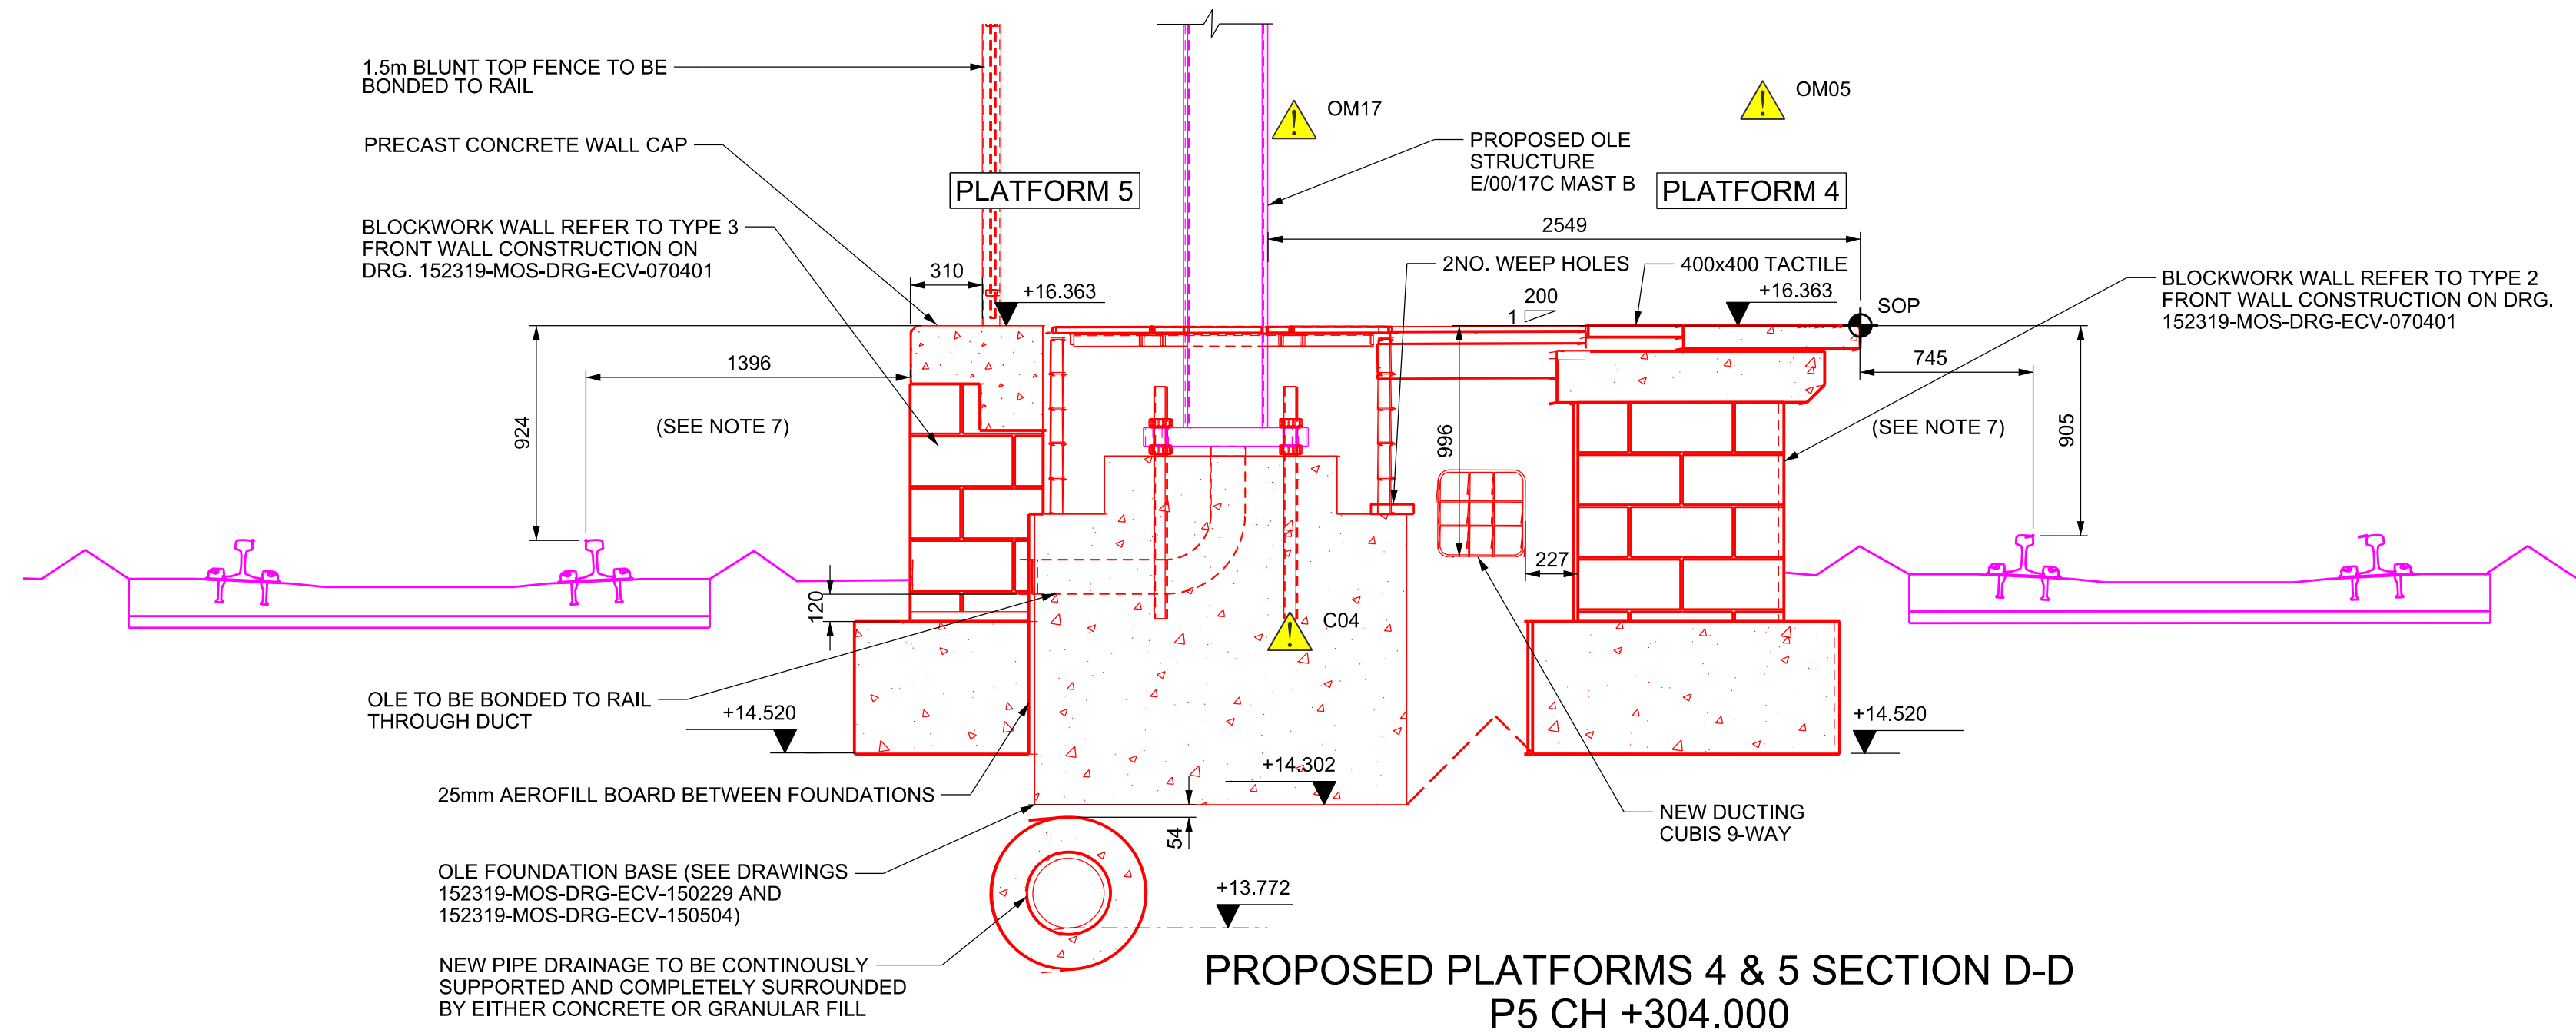 1.5m BLUNT TOP FENCE TO BE
BONDED TO RAIL
PRECAST CONCRETE WALL CAP
BLOCKWORK WALL REFER TO TYPE 3
FRONT WALL CONSTRUCTION ON
DRG. 152319-MOS-DRG-ECV-070401
PLATFORM 5
OM17
OM05
PROPOSED OLE
STRUCTURE
E/00/17C MAST B
PLATFORM 4
2549
310
+16.363
2NO. WEEP HOLES
400x400 TACTILE
200
1
+16.363
SOP
BLOCKWORK WALL REFER TO TYPE 2
FRONT WALL CONSTRUCTION ON DRG.
152319-MOS-DRG-ECV-070401
1396
745
924
(SEE NOTE 7)
996
(SEE NOTE 7)
905
227
120
C04
OLE TO BE BONDED TO RAIL
THROUGH DUCT
+14.520
+14.520
+14.302
25mm AEROFILL BOARD BETWEEN FOUNDATIONS
NEW DUCTING
CUBIS 9-WAY
54
OLE FOUNDATION BASE (SEE DRAWINGS
152319-MOS-DRG-ECV-150229 AND
152319-MOS-DRG-ECV-150504)
+13.772
NEW PIPE DRAINAGE TO BE CONTINOUSLY
SUPPORTED AND COMPLETELY SURROUNDED
BY EITHER CONCRETE OR GRANULAR FILL
PROPOSED PLATFORMS 4 & 5 SECTION D-D
P5 CH +304.000